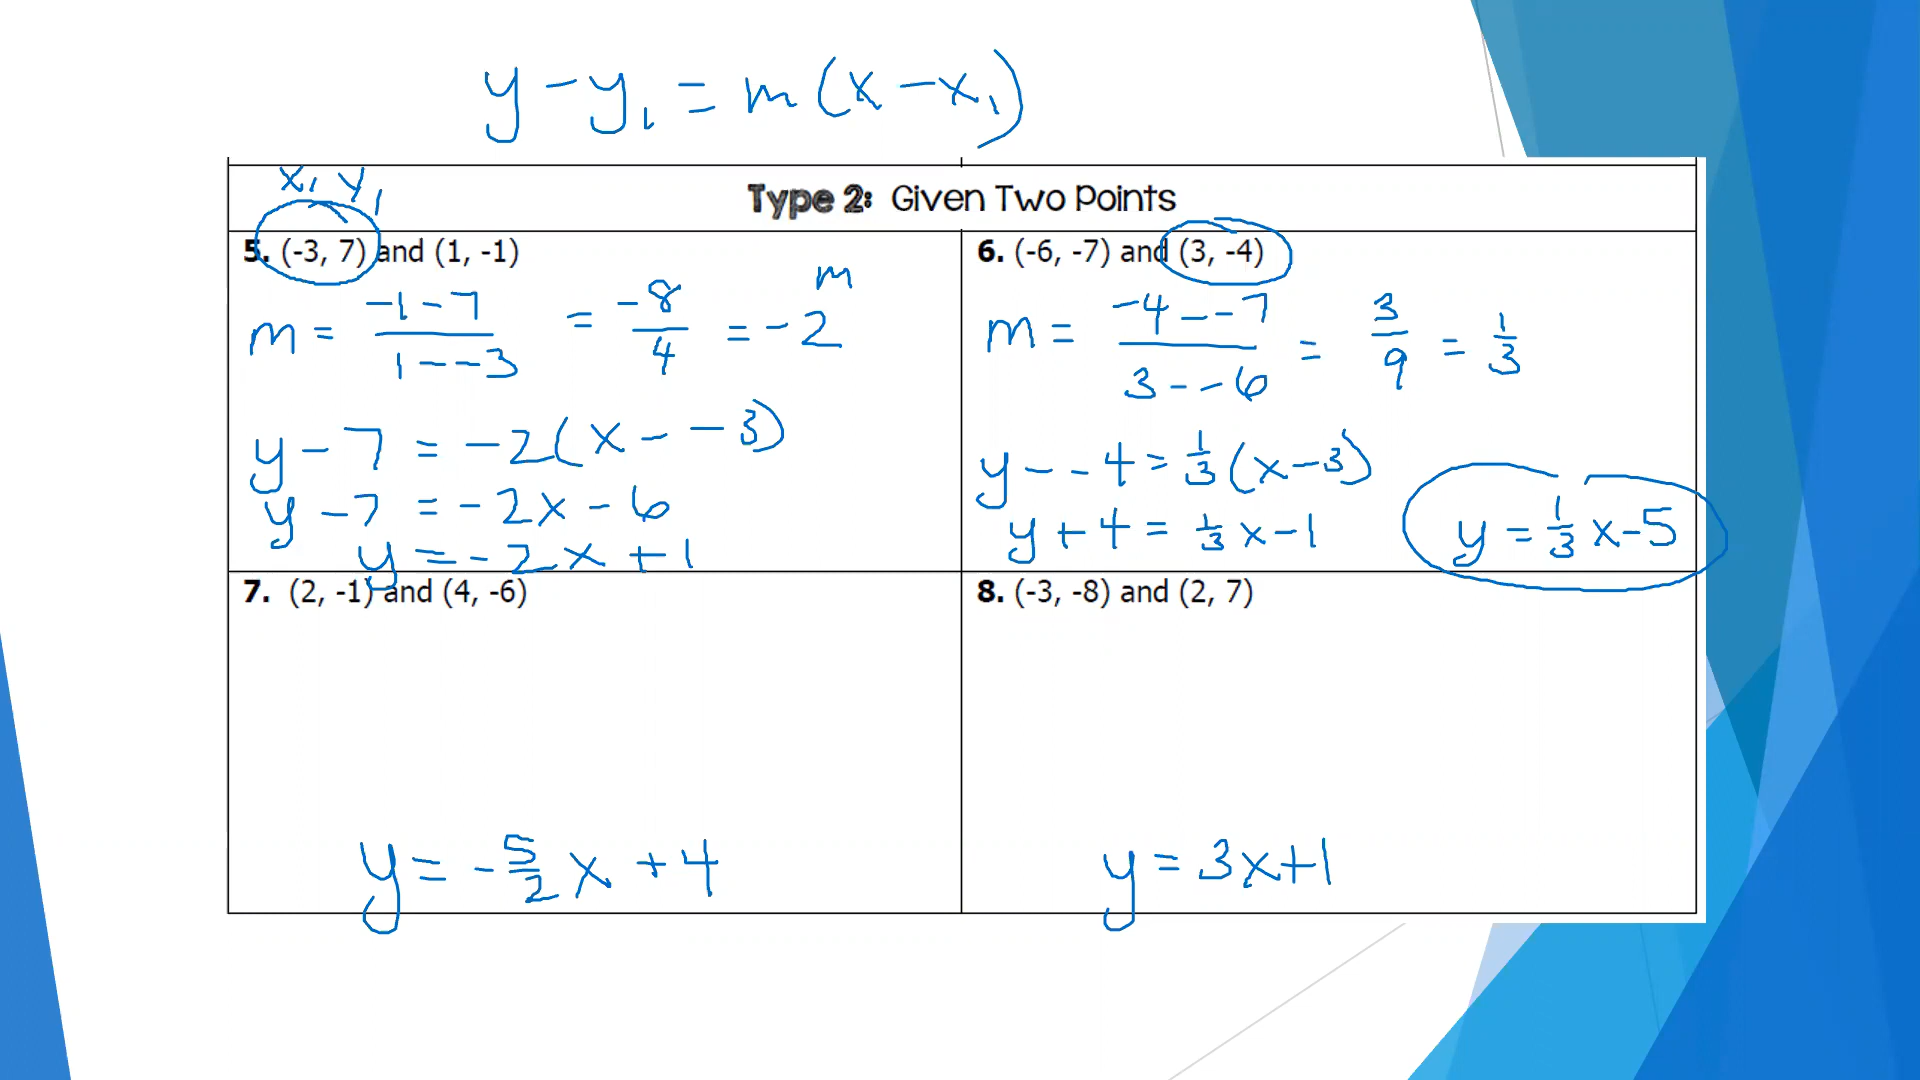 y - y₁ = m(x - x₁)
x₁ y₁
Type 2: Given Two Points
5. (-3, 7) and (1, -1)
m = (-1 - 7)/(1 - -3) = -8/4 = -2
m
y - 7 = -2(x - -3)
y - 7 = -2x - 6
y = -2x + 1
6. (-6, -7) and (3, -4)
m = (-4 - -7)/(3 - -6) = 3/9 = 1/3
y - -4 = 1/3(x - 3)
y + 4 = 1/3x - 1
y = 1/3x - 5
7. (2, -1) and (4, -6)
y = -5/2x + 4
8. (-3, -8) and (2, 7)
y = 3x + 1